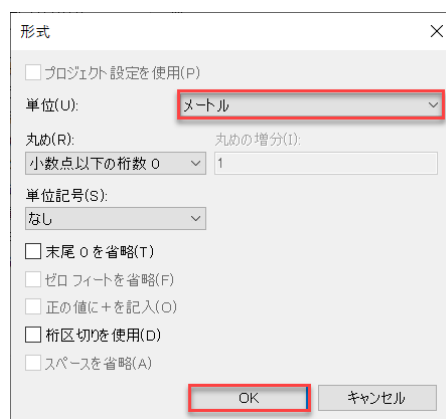 形式
プロジェクト設定を使用(P)
単位(U): メートル
丸め(R): 丸めの増分(I):
小数点以下の桁数 0 1
単位記号(S):
なし
末尾 0 を省略(T)
ゼロ フィートを省略(F)
正の値に+を記入(O)
桁区切りを使用(D)
スペースを省略(A)
OK キャンセル